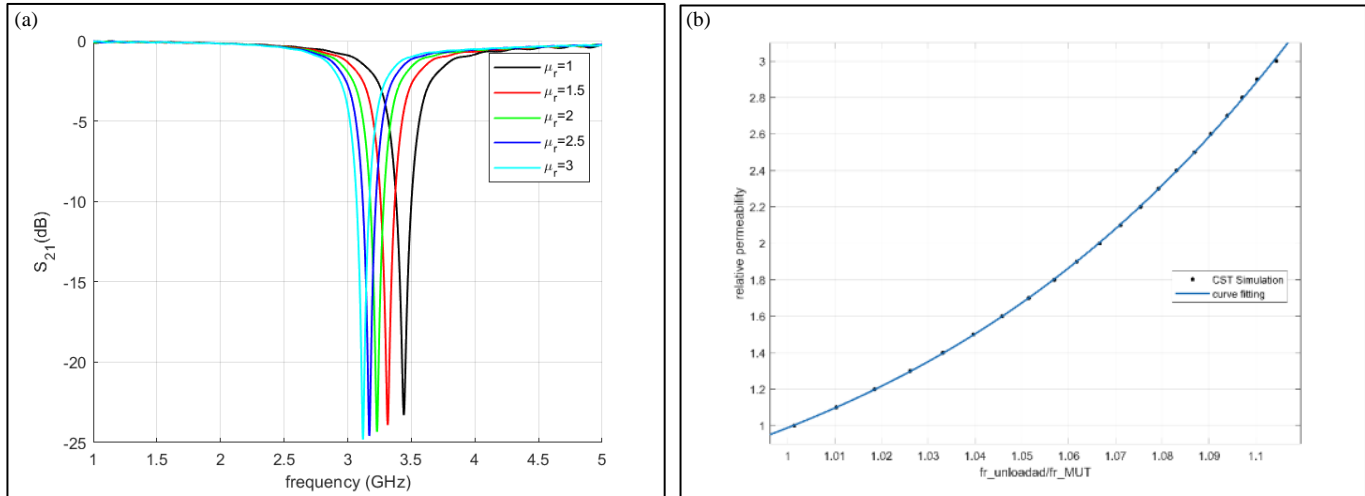 (a)
0
-5
-10
-15
-20
-25
S21(dB)
1 1.5 2 2.5 3 3.5 4 4.5 5
frequency (GHz)
μr=1
μr=1.5
μr=2
μr=2.5
μr=3
(b)
3
2.8
2.6
2.4
2.2
2
1.8
1.6
1.4
1.2
1
relative permeability
1 1.01 1.02 1.03 1.04 1.05 1.06 1.07 1.08 1.09 1.1
fr_unloadad/fr_MUT
CST Simulation
curve fitting